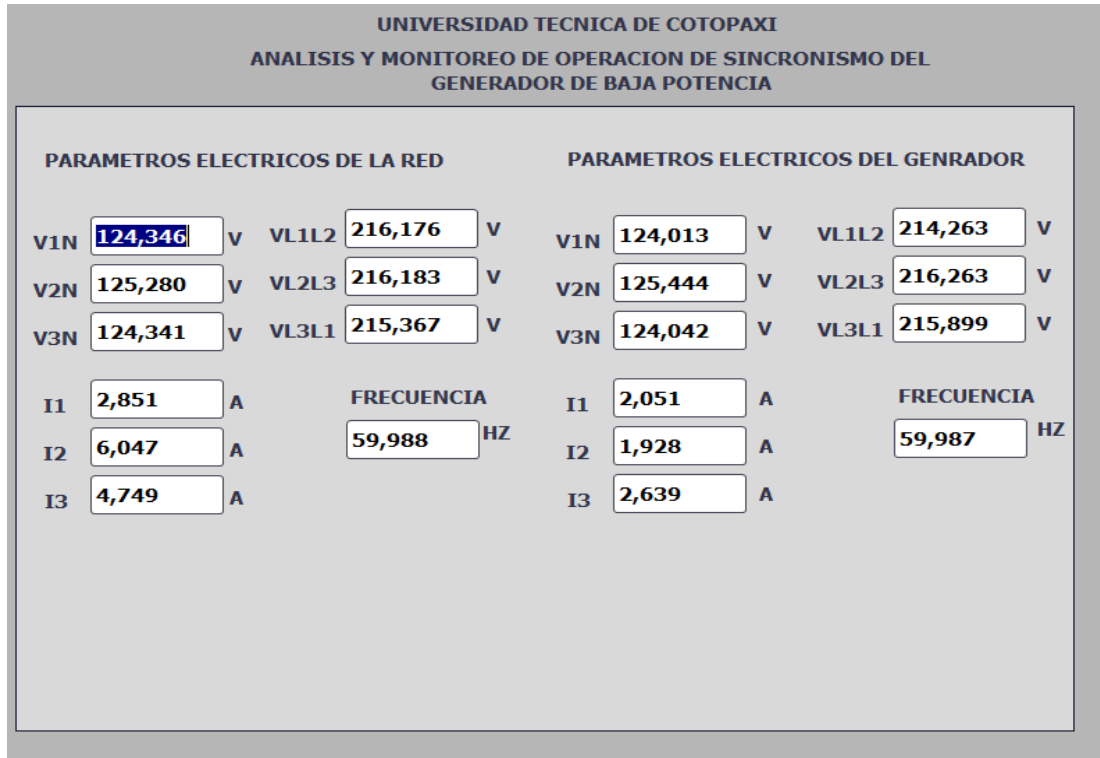 UNIVERSIDAD TECNICA DE COTOPAXI
ANALISIS Y MONITOREO DE OPERACION DE SINCRONISMO DEL
GENERADOR DE BAJA POTENCIA
PARAMETROS ELECTRICOS DE LA RED
V1N 124,346 V VL1L2 216,176 V
V2N 125,280 V VL2L3 216,183 V
V3N 124,341 V VL3L1 215,367 V
I1 2,851 A FRECUENCIA
I2 6,047 A 59,988 HZ
I3 4,749 A
PARAMETROS ELECTRICOS DEL GENRADOR
V1N 124,013 V VL1L2 214,263 V
V2N 125,444 V VL2L3 216,263 V
V3N 124,042 V VL3L1 215,899 V
I1 2,051 A FRECUENCIA
I2 1,928 A 59,987 HZ
I3 2,639 A